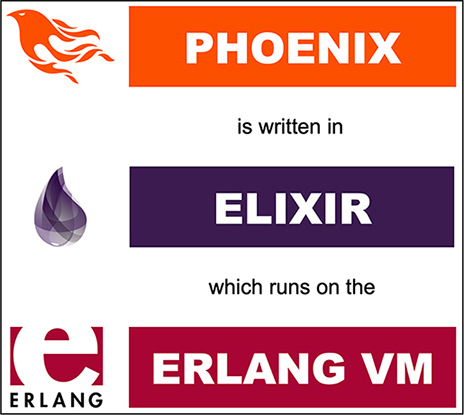 PHOENIX
is written in
ELIXIR
which runs on the
e
ERLANG
ERLANG VM